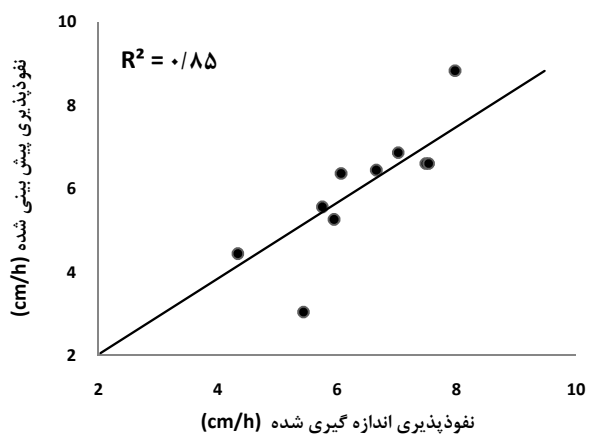 10
8
6
4
2
R² = ۰/۸۵
نفوذپذیری پیش بینی شده (cm/h)
2 4 6 8 10
نفوذپذیری اندازه گیری شده (cm/h)